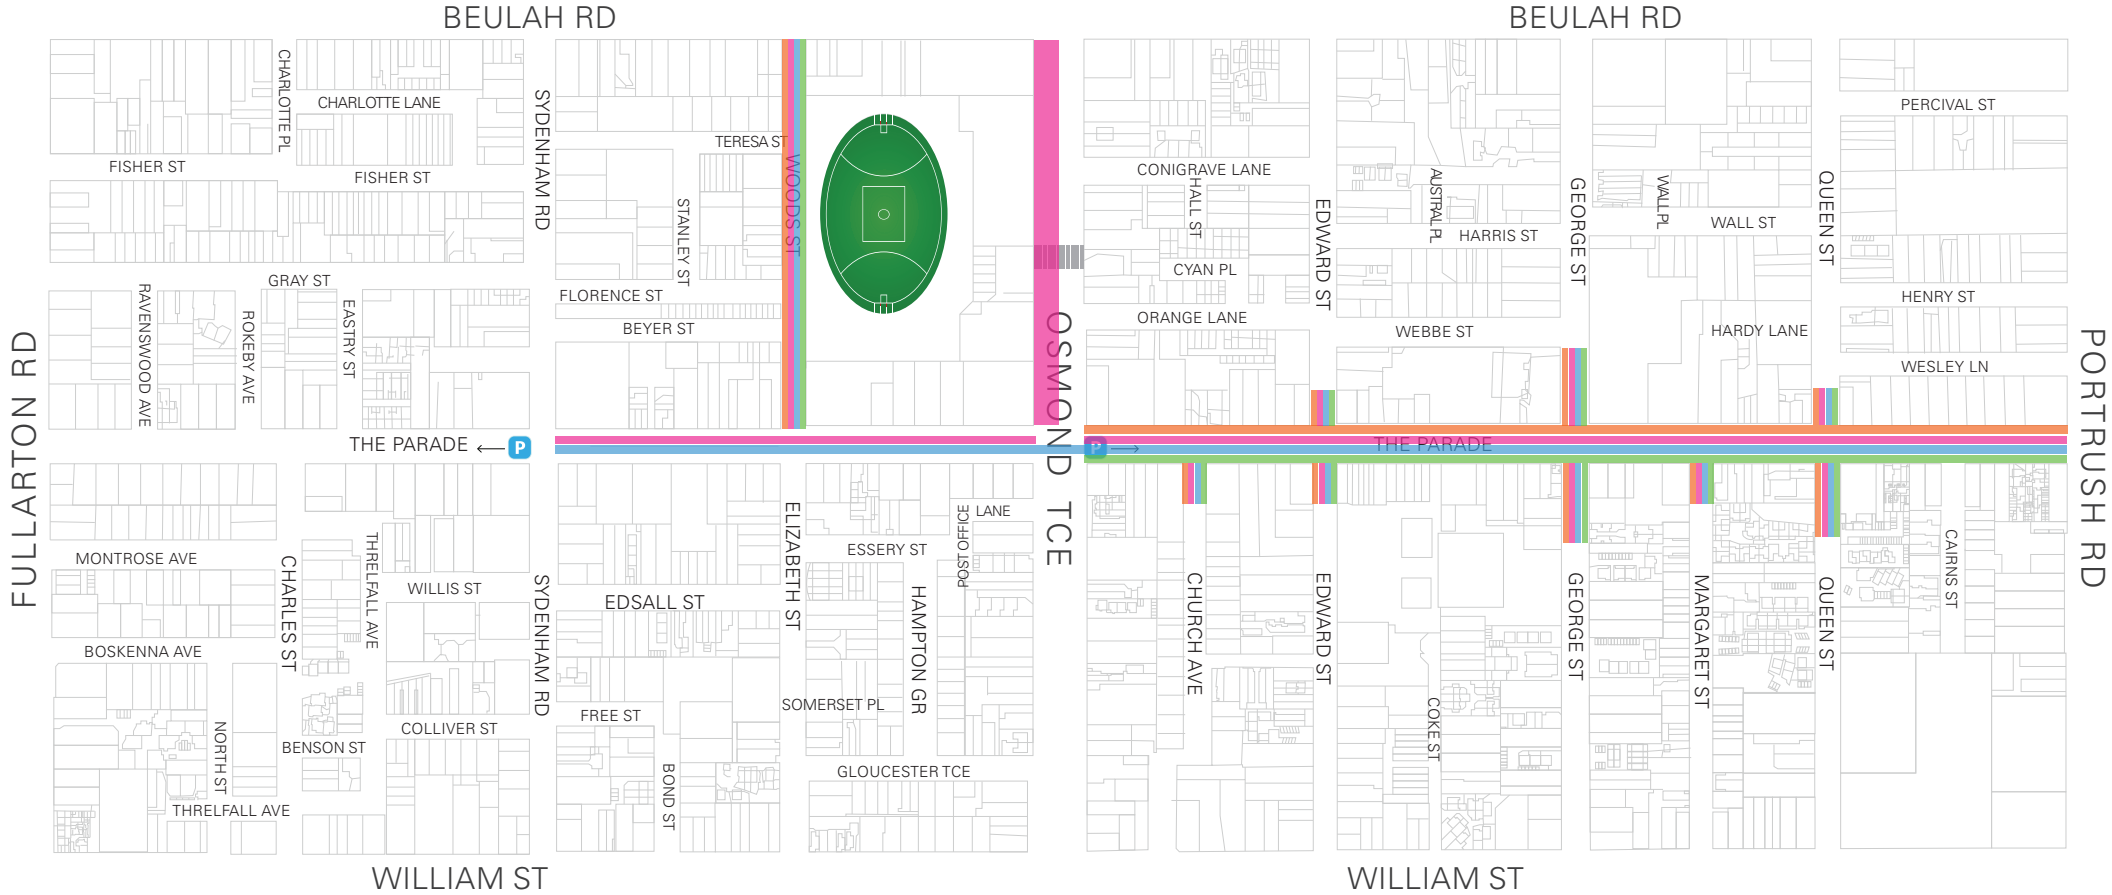 BEULAH RD
BEULAH RD
CHARLOTTE PL
CHARLOTTE LANE
SYDENHAM RD
PERCIVAL ST
TERESA ST
WOODS ST
FISHER ST
FISHER ST
CONIGRAVE LANE
HALL ST
AUSTRAL PL
WALL PL
GEORGE ST
QUEEN ST
STANLEY ST
EDWARD ST
WALL ST
HARRIS ST
CYAN PL
GRAY ST
FLORENCE ST
HENRY ST
RAVENSWOOD AVE
ROKEBY AVE
EASTRY ST
BEYER ST
ORANGE LANE
WEBBE ST
HARDY LANE
WESLEY LN
FULLARTON RD
OSMOND TCE
PORTRUSH RD
THE PARADE
P
P
THE PARADE
ELIZABETH ST
POST OFFICE
LANE
MONTROSE AVE
CHARLES ST
THRELFALL AVE
WILLIS ST
SYDENHAM RD
ESSERY ST
CAIRNS ST
EDSALL ST
HAMPTON GR
CHURCH AVE
EDWARD ST
GEORGE ST
MARGARET ST
QUEEN ST
BOSKENNA AVE
SOMERSET PL
COKE ST
FREE ST
COLLIVER ST
NORTH ST
BENSON ST
BOND ST
GLOUCESTER TCE
THRELFALL AVE
WILLIAM ST
WILLIAM ST